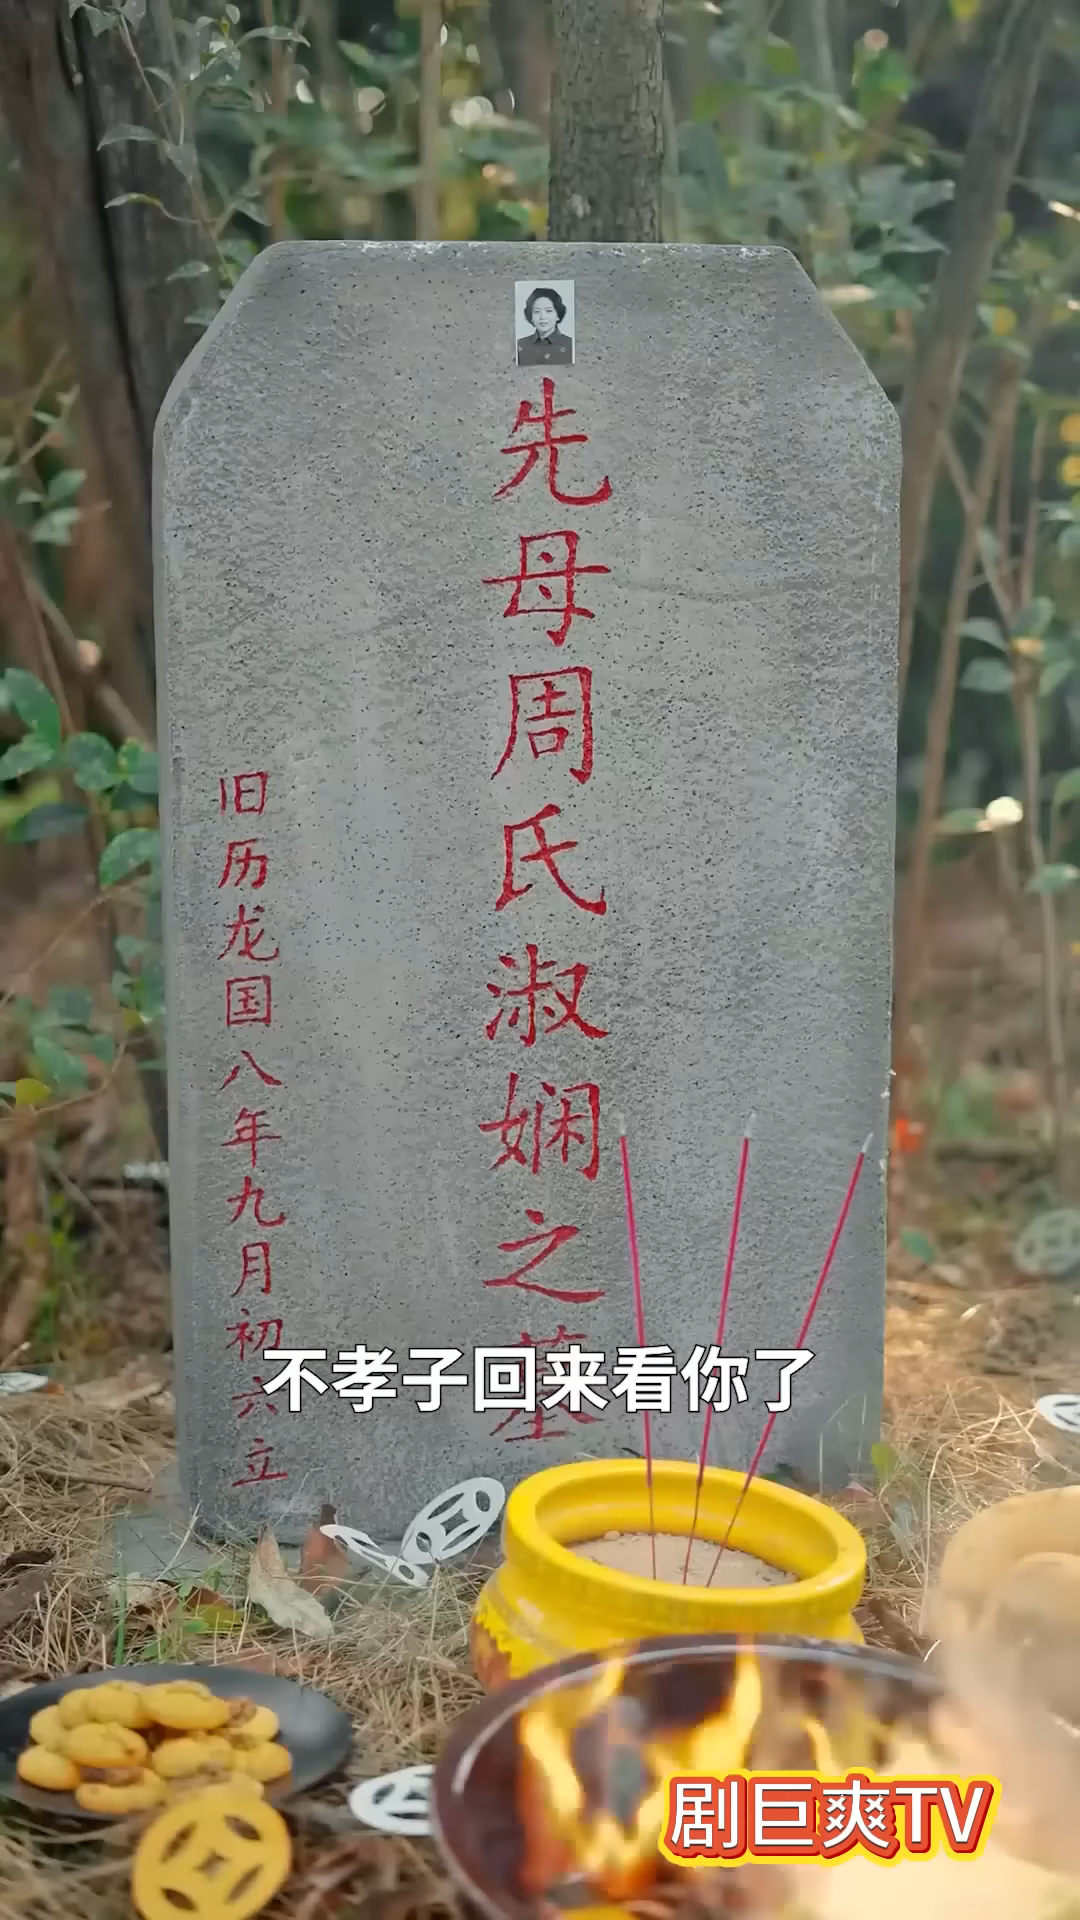 先母周氏淑娴之墓
旧历龙国八年九月初六立
不孝子回来看你了
剧巨爽TV